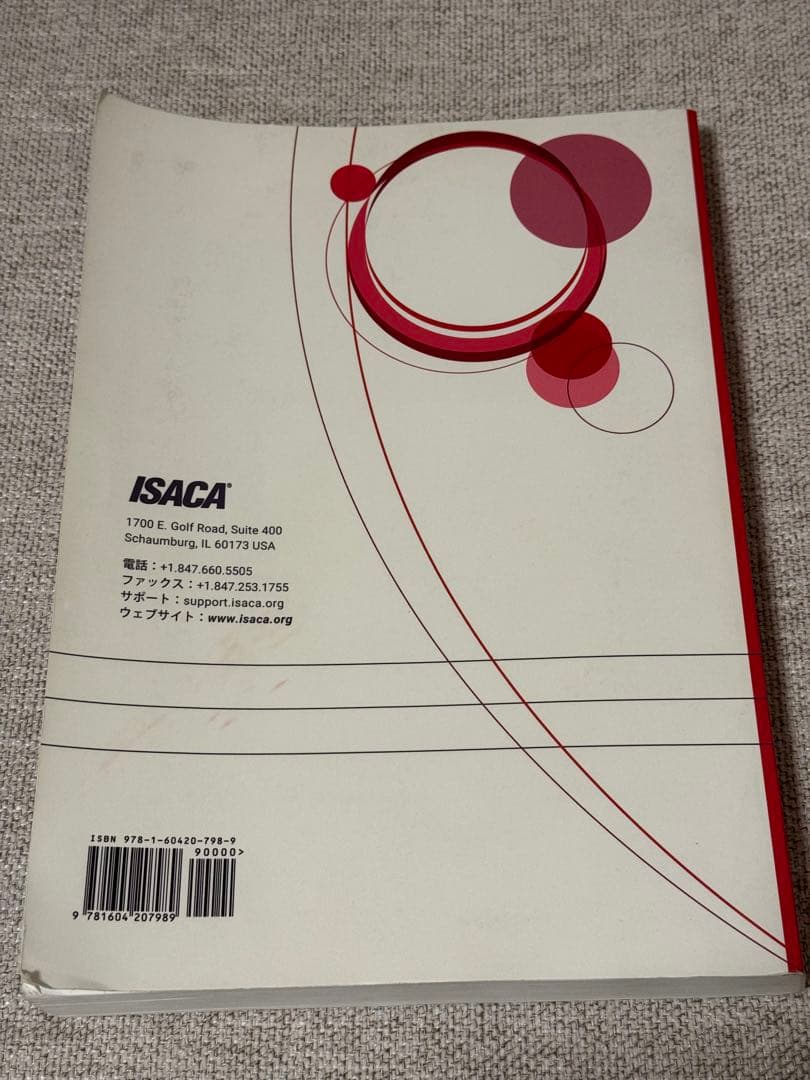 ISACA®
1700 E. Golf Road, Suite 400
Schaumburg, IL 60173 USA
電話：+1.847.660.5505
ファックス：+1.847.253.1755
サポート：support.isaca.org
ウェブサイト：www.isaca.org
ISBN 978-1-60420-798-9
90000>
9 781604 207989